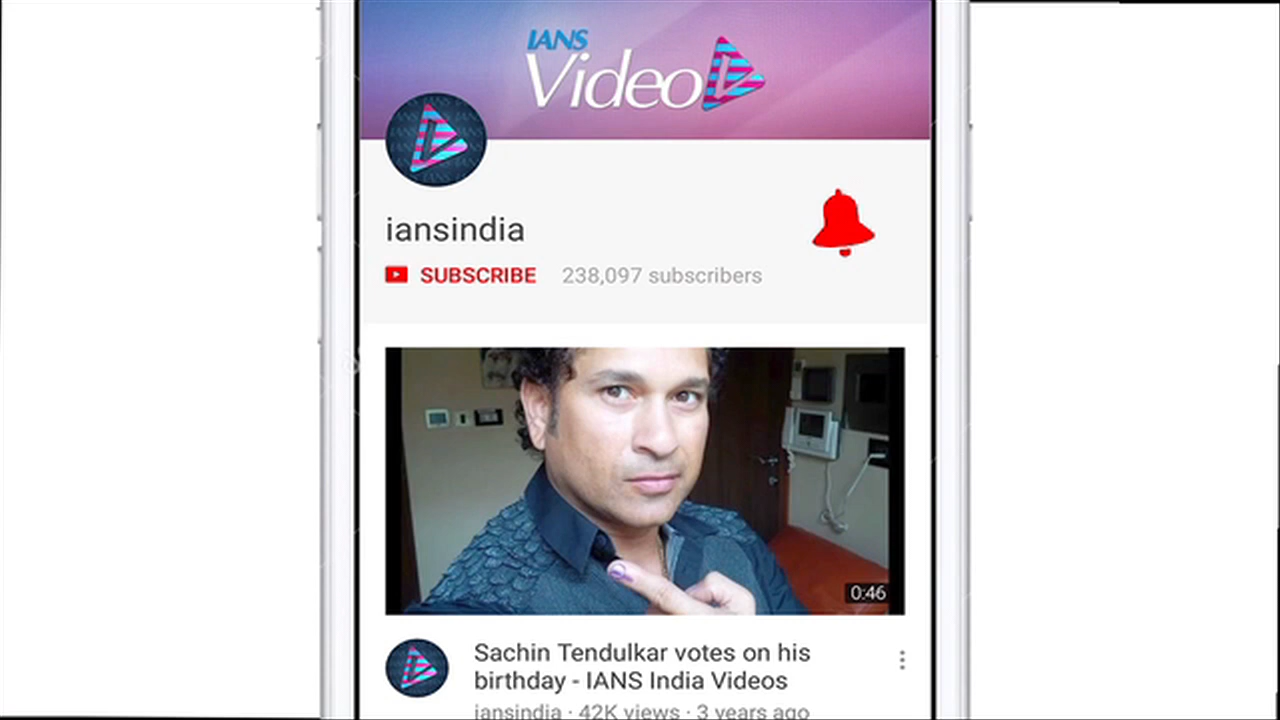 IANS
Video
iansindia
SUBSCRIBE 238,097 subscribers
0:46
Sachin Tendulkar votes on his
birthday - IANS India Videos
iansindia · 42K views · 3 years ago